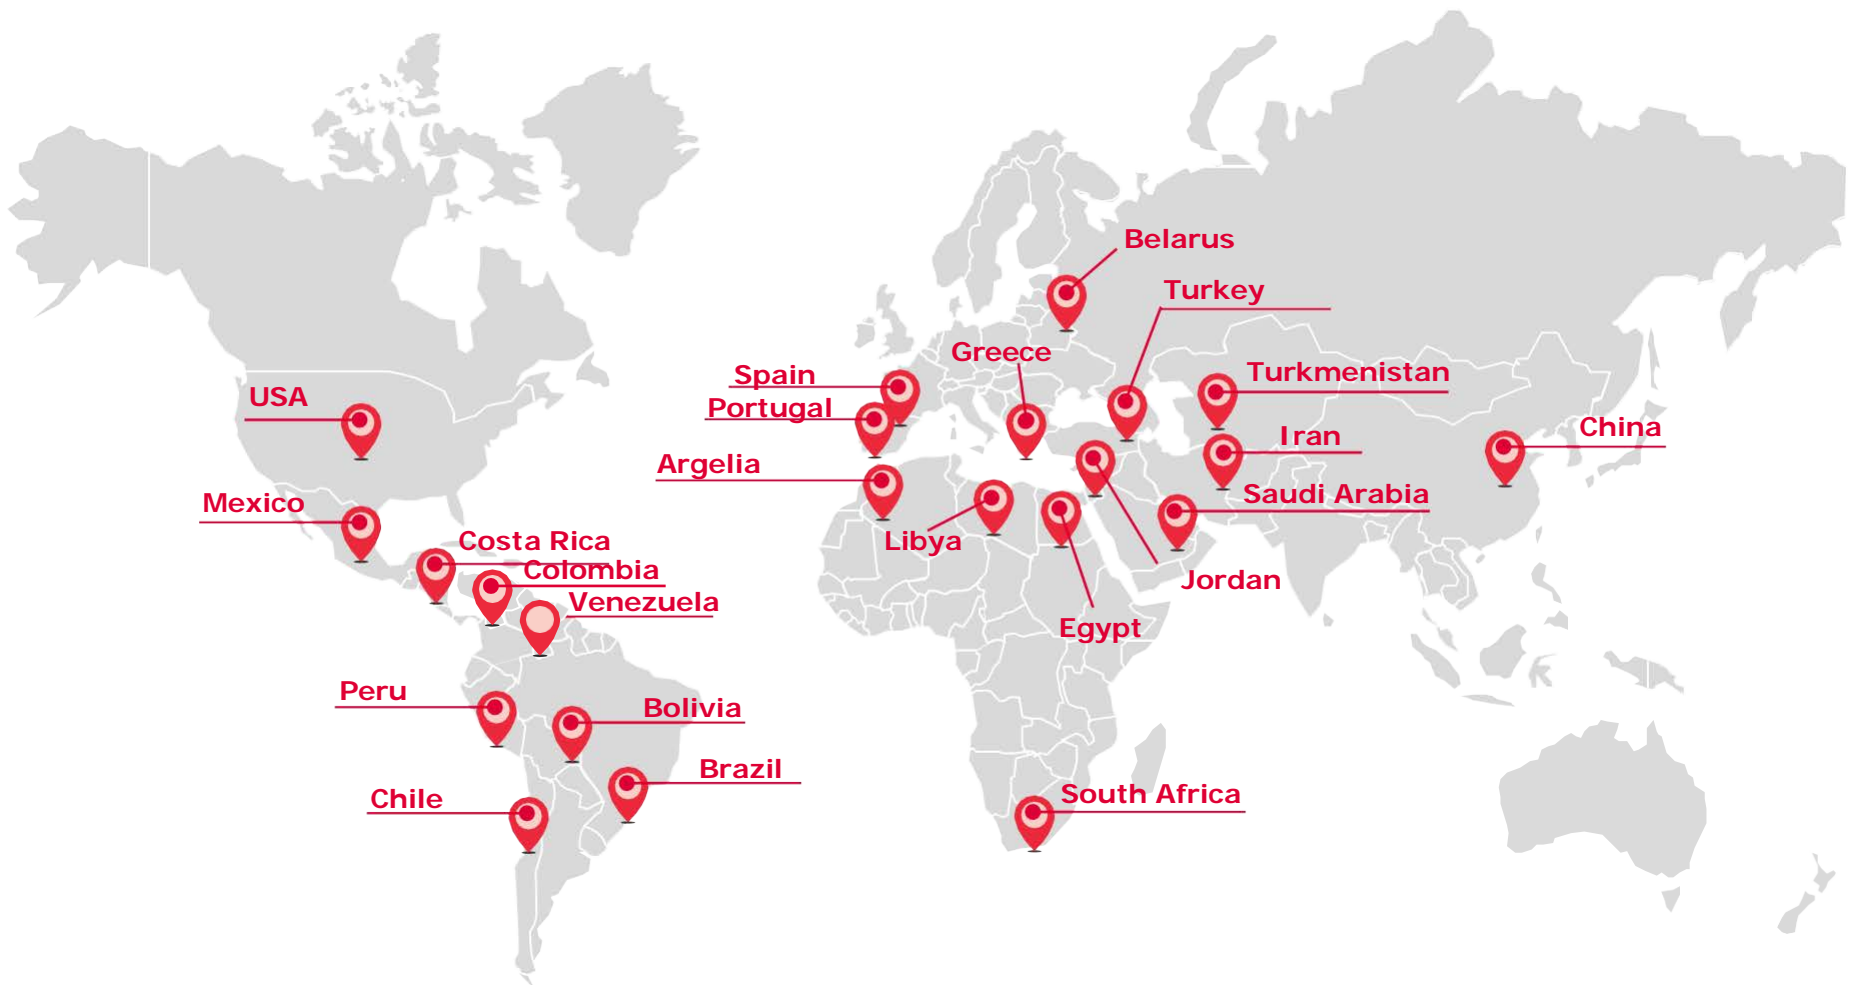 Belarus
Turkey
Greece
Turkmenistan
Spain
USA
Portugal
China
Iran
Argelia
Saudi Arabia
Mexico
Costa Rica
Libya
Colombia
Jordan
Venezuela
Egypt
Peru
Bolivia
Brazil
South Africa
Chile